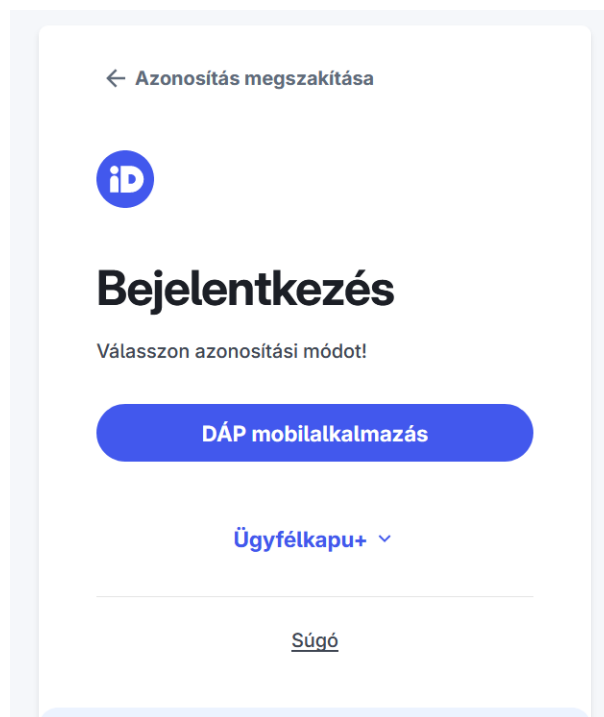 ← Azonosítás megszakítása
iD
Bejelentkezés
Válasszon azonosítási módot!
DÁP mobilalkalmazás
Ügyfélkapu+
Súgó